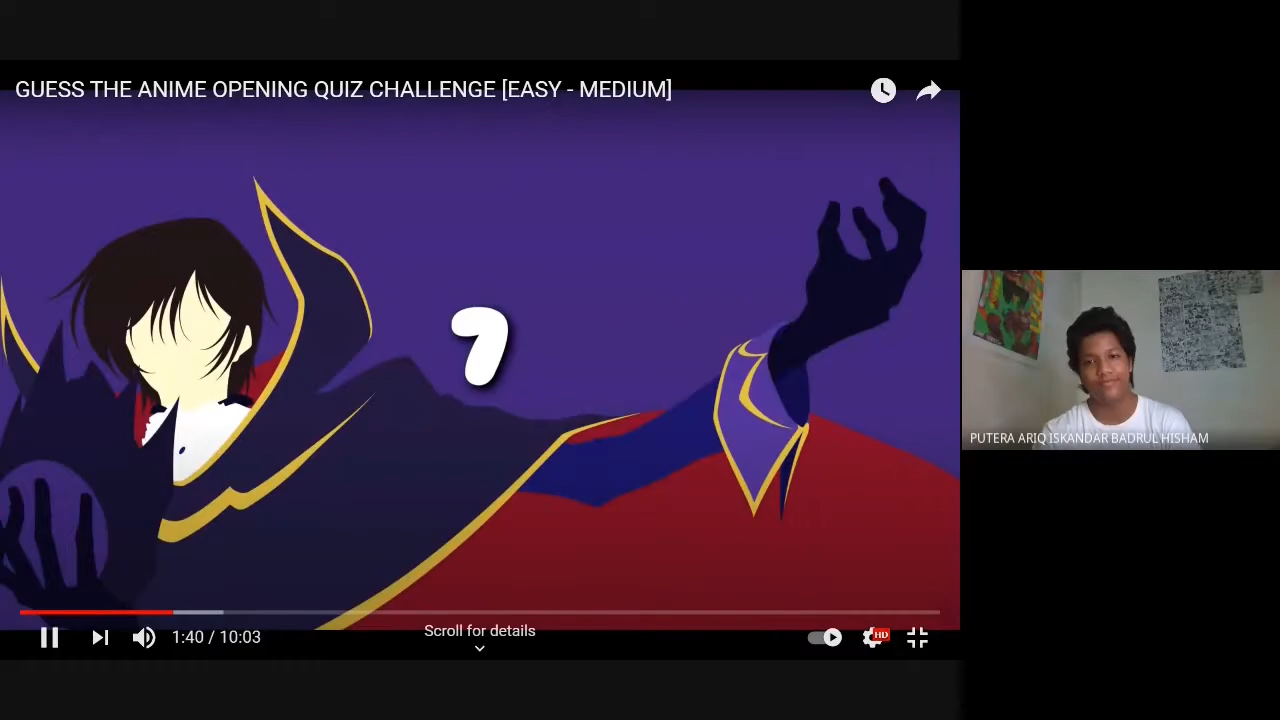 GUESS THE ANIME OPENING QUIZ CHALLENGE [EASY - MEDIUM]
7
PUTERA ARIQ ISKANDAR BADRUL HISHAM
Scroll for details
1:40 / 10:03
HD